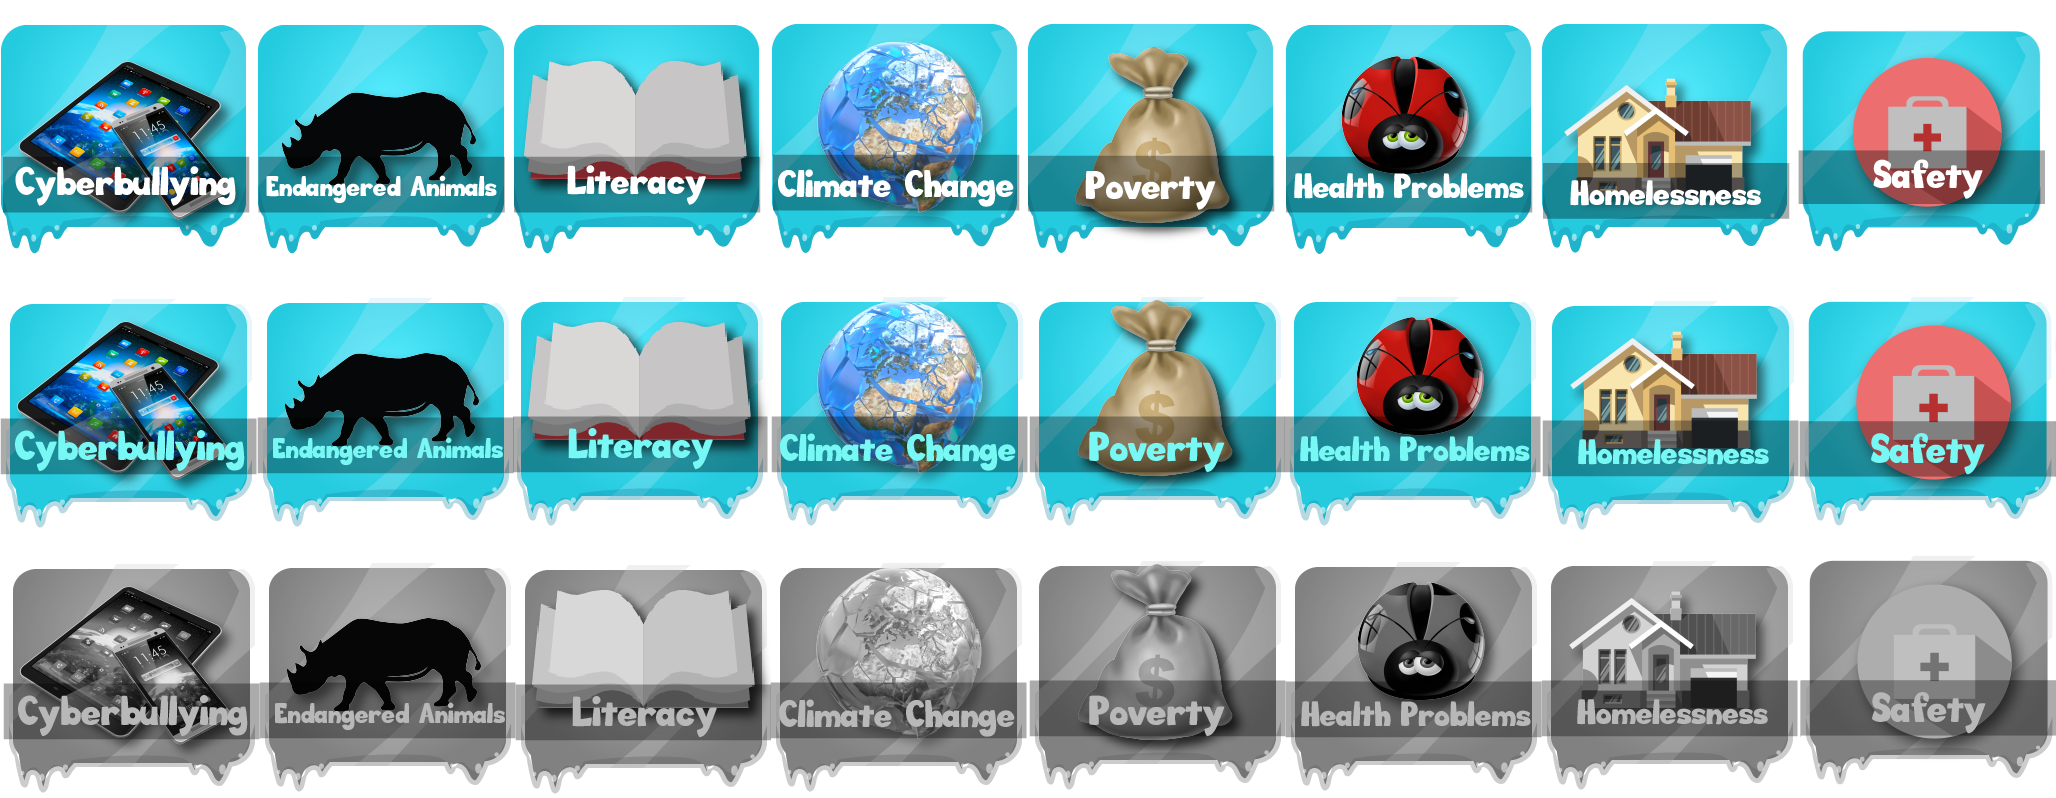 Cyberbullying
Endangered Animals
Literacy
Climate Change
Poverty
Health Problems
Homelessness
Safety
11:45
$
Cyberbullying
Endangered Animals
Literacy
Climate Change
Poverty
Health Problems
Homelessness
Safety
11:45
$
Cyberbullying
Endangered Animals
Literacy
Climate Change
Poverty
Health Problems
Homelessness
Safety
11:45
$